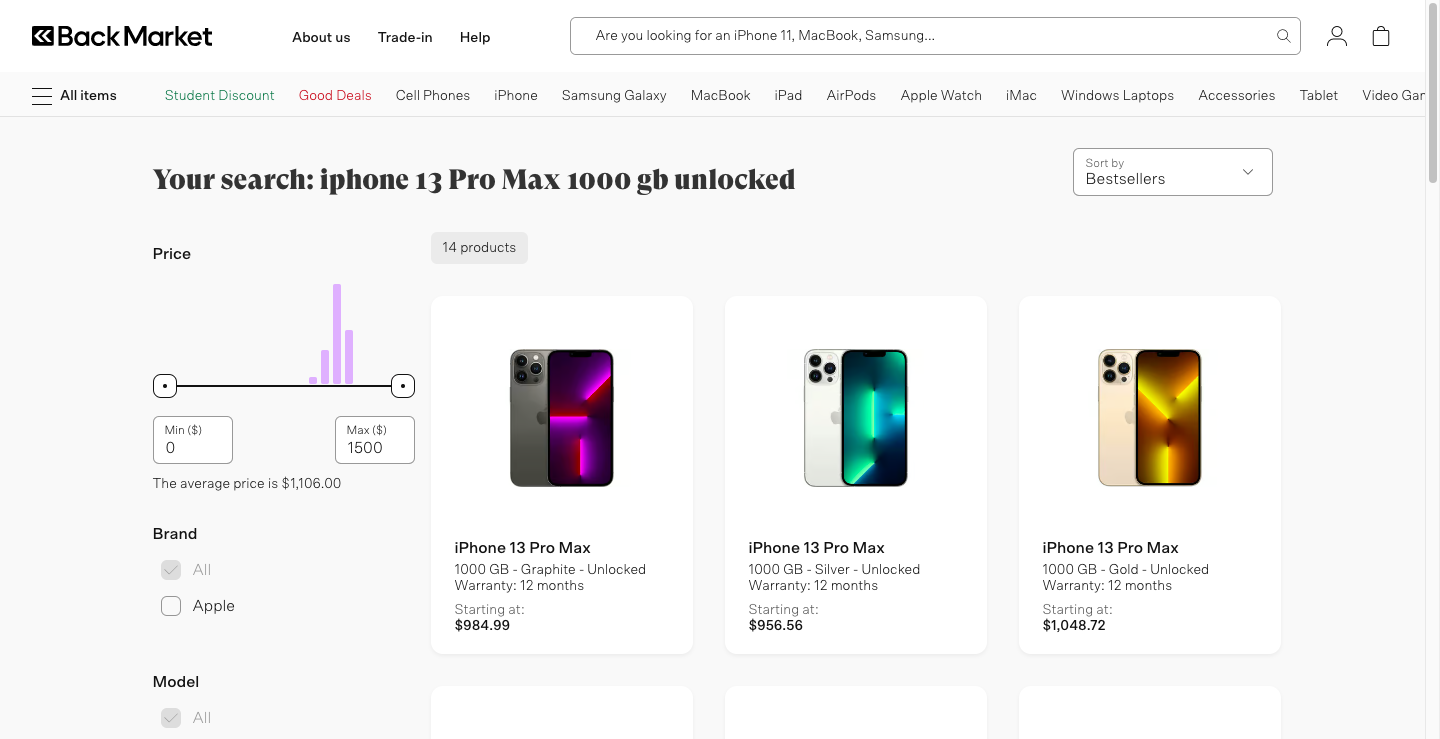 Back Market
About us
Trade-in
Help
Are you looking for an iPhone 11, MacBook, Samsung...
All items
Student Discount
Good Deals
Cell Phones
iPhone
Samsung Galaxy
MacBook
iPad
AirPods
Apple Watch
iMac
Windows Laptops
Accessories
Tablet
Video Gar
Your search: iphone 13 Pro Max 1000 gb unlocked
Sort by
Bestsellers
Price
14 products
Min ($)
0
Max ($)
1500
The average price is $1,106.00
Brand
All
Apple
Model
All
iPhone 13 Pro Max
1000 GB - Graphite - Unlocked
Warranty: 12 months
Starting at:
$984.99
iPhone 13 Pro Max
1000 GB - Silver - Unlocked
Warranty: 12 months
Starting at:
$956.56
iPhone 13 Pro Max
1000 GB - Gold - Unlocked
Warranty: 12 months
Starting at:
$1,048.72